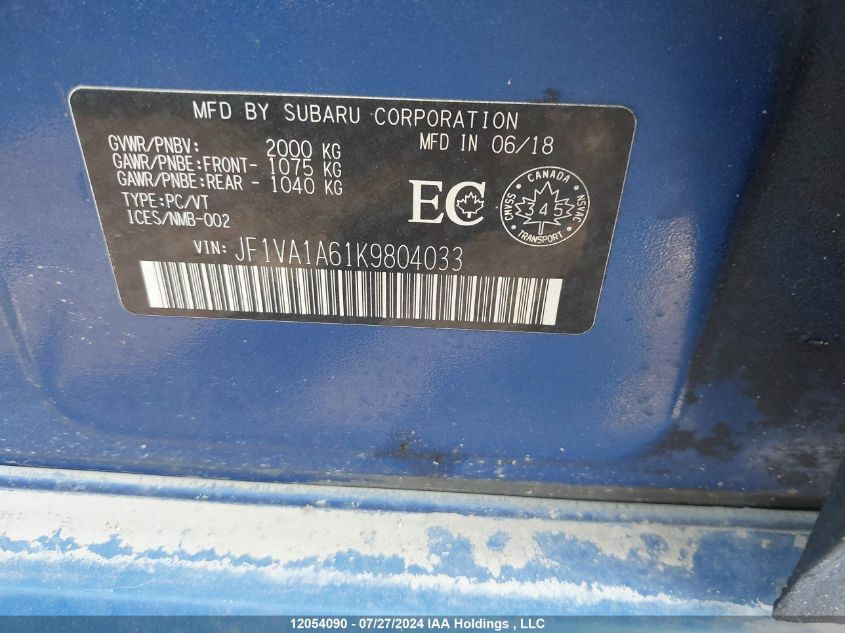 MFD BY SUBARU CORPORATION
GVWR/PNBV: 2000 KG
MFD IN 06/18
GAWR/PNBE:FRONT- 1075 KG
GAWR/PNBE:REAR - 1040 KG
TYPE:PC/VT
ICES/NMB-002
EC
CANADA
SVASS
345
NSVAC
TRANSPORT
VIN: JF1VA1A61K9804033
12054090 - 07/27/2024 IAA Holdings , LLC